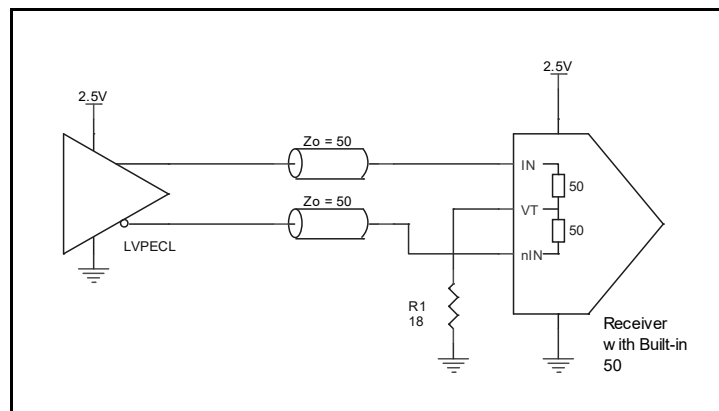 2.5V
2.5V
Zo = 50
IN
50
Zo = 50
VT
50
nIN
LVPECL
R1
18
Receiver
with Built-in
50